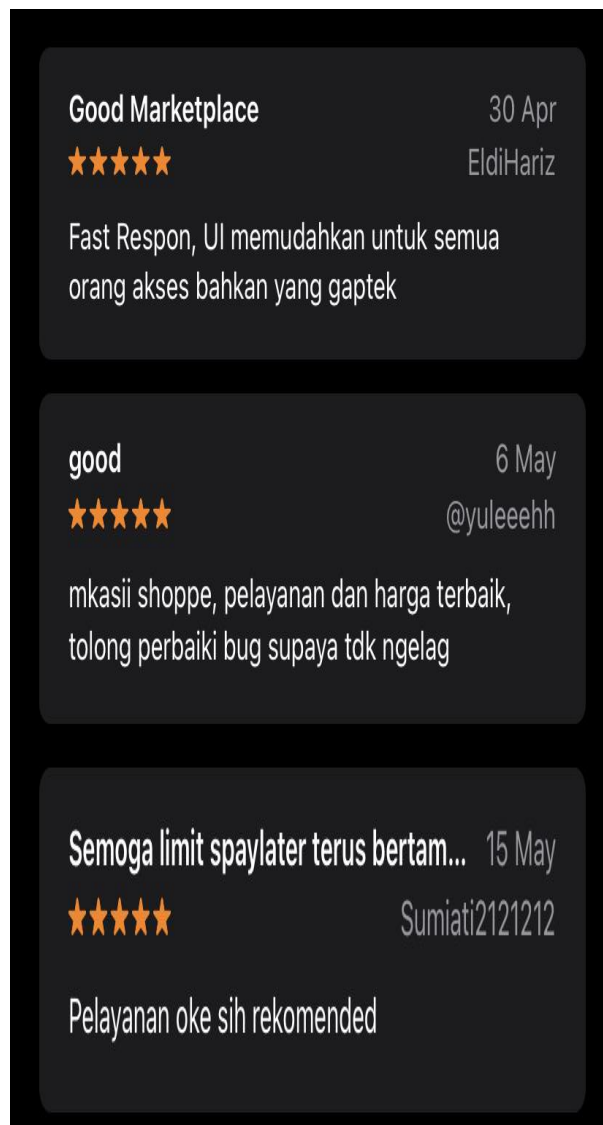 Good Marketplace 30 Apr
EldiHariz
Fast Respon, UI memudahkan untuk semua
orang akses bahkan yang gaptek
good 6 May
@yuleeehh
mkasii shoppe, pelayanan dan harga terbaik,
tolong perbaiki bug supaya tdk ngelag
Semoga limit spaylater terus bertam... 15 May
Sumiati2121212
Pelayanan oke sih rekomended